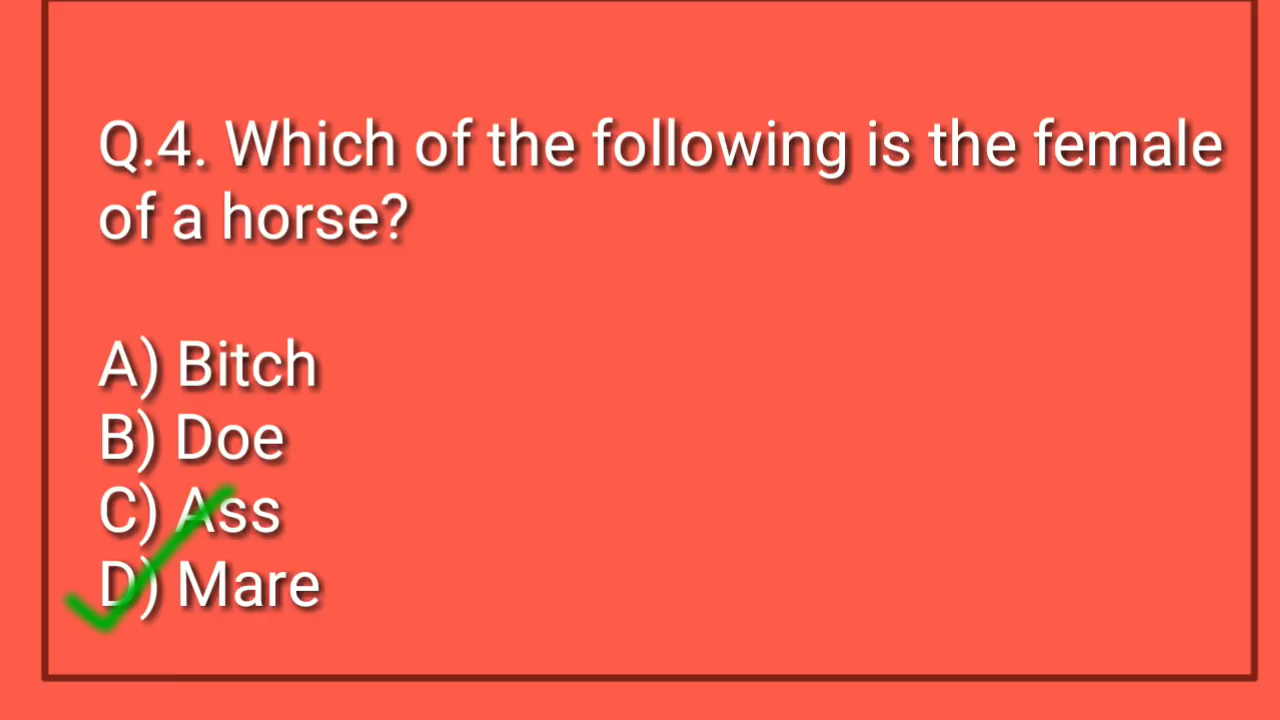 Q.4. Which of the following is the female
of a horse?
A) Bitch
B) Doe
C) Ass
D) Mare